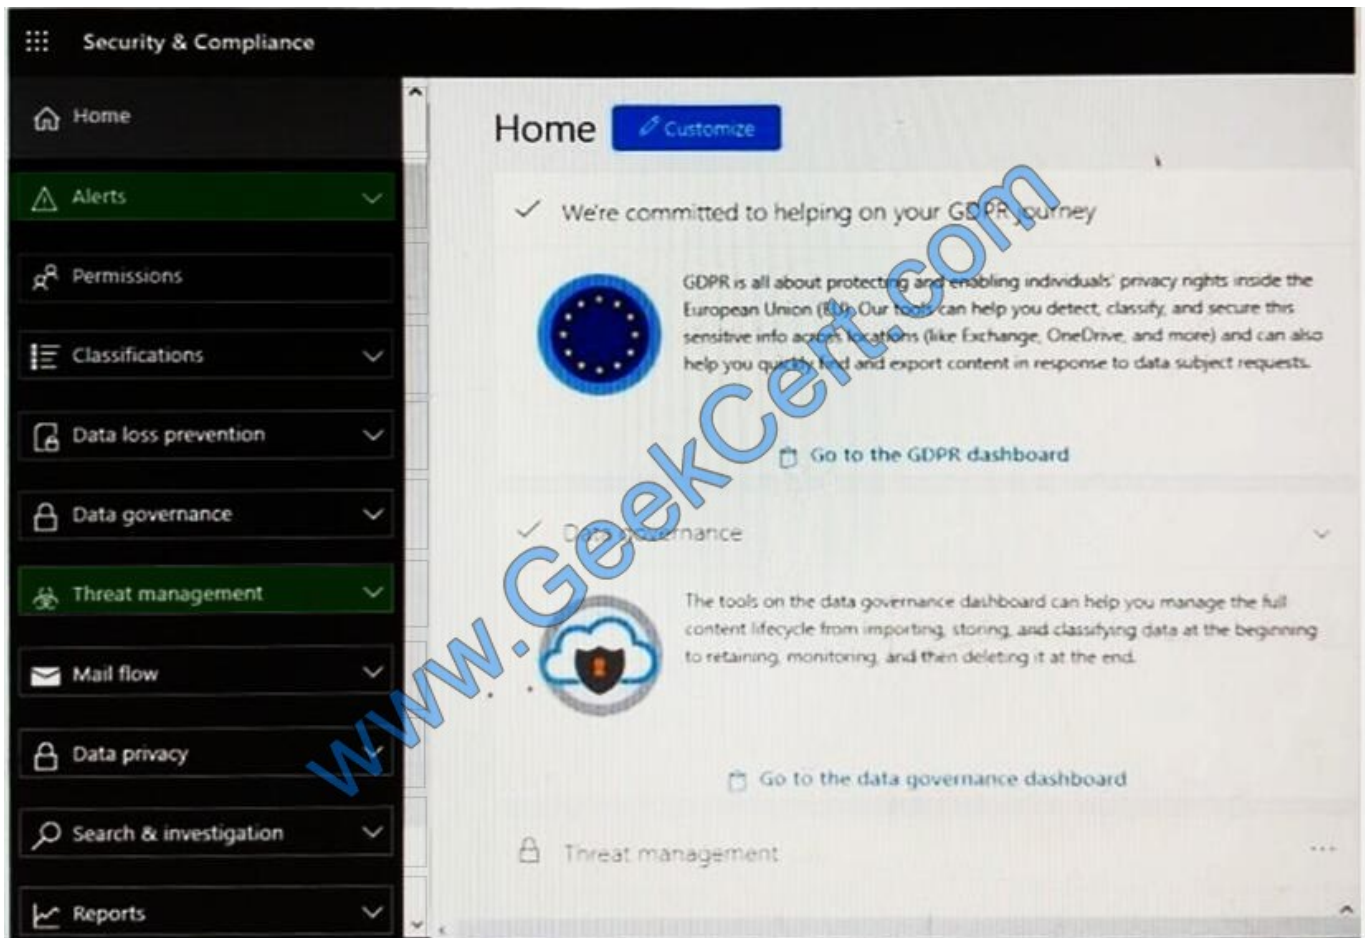 Security & Compliance
Home
Alerts
Permissions
Classifications
Data loss prevention
Data governance
Threat management
Mail flow
Data privacy
Search & investigation
Reports
Home
Customize
We're committed to helping on your GDPR journey
GDPR is all about protecting and enabling individuals' privacy rights inside the
European Union (EU). Our tools can help you detect, classify, and secure this
sensitive info across locations (like Exchange, OneDrive, and more) and can also
help you quickly find and export content in response to data subject requests.
Go to the GDPR dashboard
Data governance
The tools on the data governance dashboard can help you manage the full
content lifecycle from importing, storing, and classifying data at the beginning
to retaining, monitoring, and then deleting it at the end.
Go to the data governance dashboard
Threat management
www.GeekCert.com